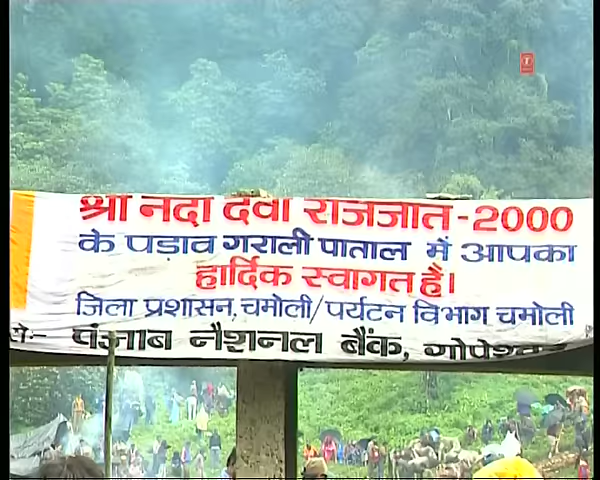 श्री नंदा देवी राजजात-2000
के पड़ाव गरोली पाताल में आपका
हार्दिक स्वागत है।
जिला प्रशासन, चमोली/पर्यटन विभाग चमोली
से:- पंजाब नैशनल बैंक, गोपेश्वर
T